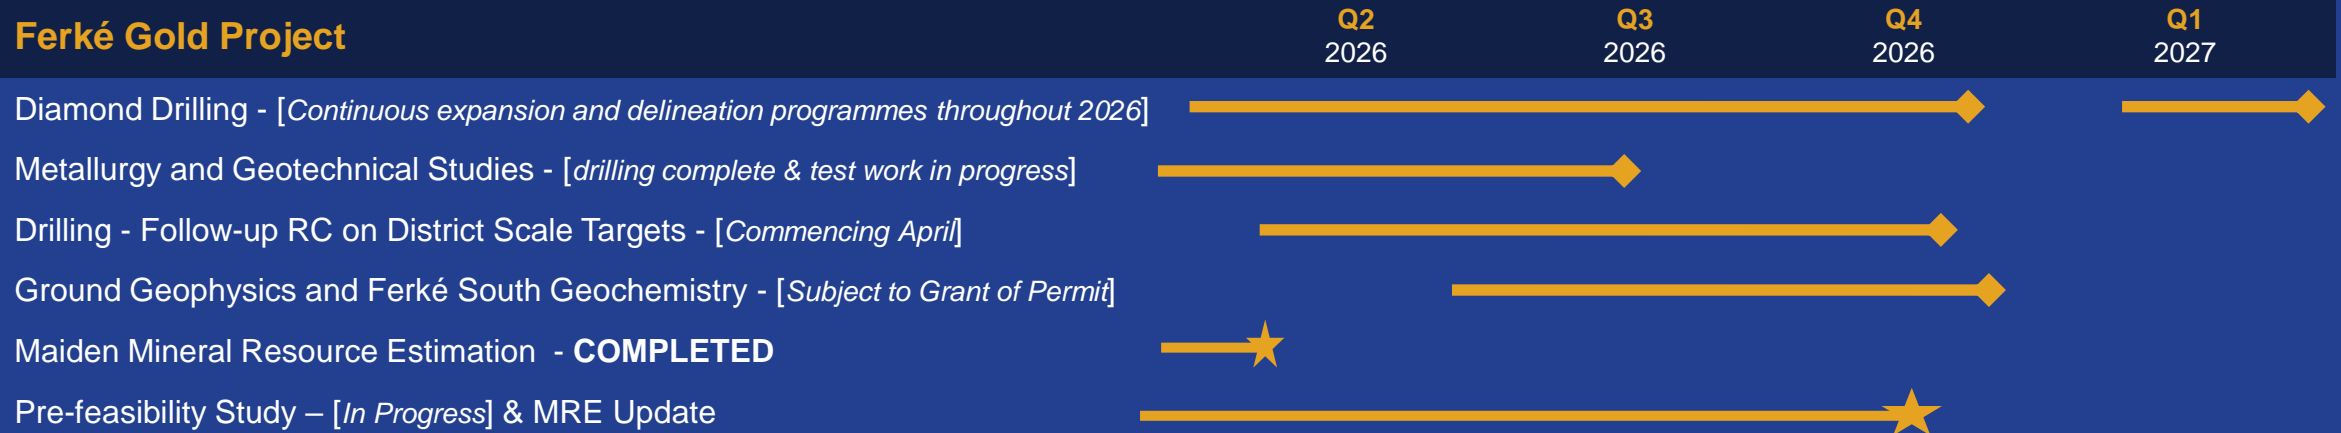 Ferké Gold Project
Q2 Q3 Q4 Q1
2026 2026 2026 2027
Diamond Drilling - [Continuous expansion and delineation programmes throughout 2026]
Metallurgy and Geotechnical Studies - [drilling complete & test work in progress]
Drilling - Follow-up RC on District Scale Targets - [Commencing April]
Ground Geophysics and Ferké South Geochemistry - [Subject to Grant of Permit]
Maiden Mineral Resource Estimation - COMPLETED
Pre-feasibility Study – [In Progress] & MRE Update